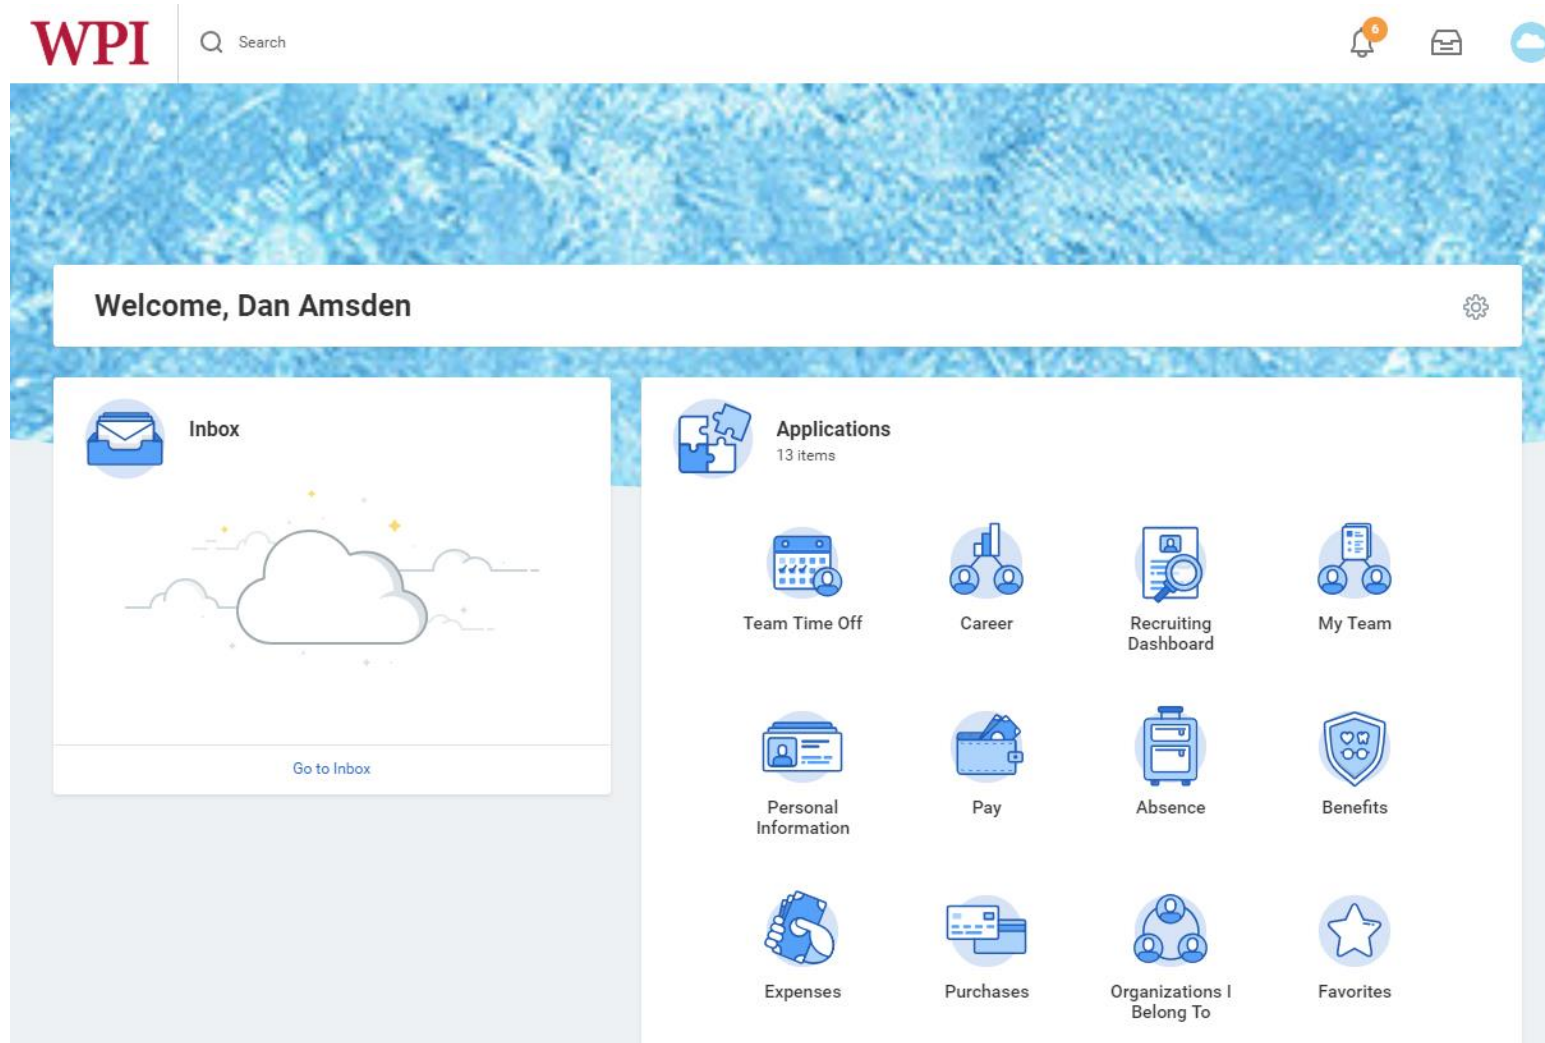 WPI
Search
6
Welcome, Dan Amsden
Inbox
Go to Inbox
Applications
13 items
Team Time Off
Career
Recruiting
Dashboard
My Team
Personal
Information
Pay
Absence
Benefits
Expenses
Purchases
Organizations I
Belong To
Favorites